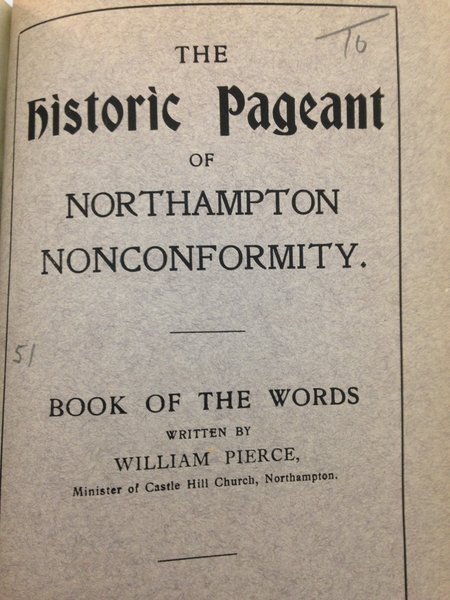 THE
Historic Pageant
OF
NORTHAMPTON
NONCONFORMITY.
51
BOOK OF THE WORDS
WRITTEN BY
WILLIAM PIERCE,
Minister of Castle Hill Church, Northampton.